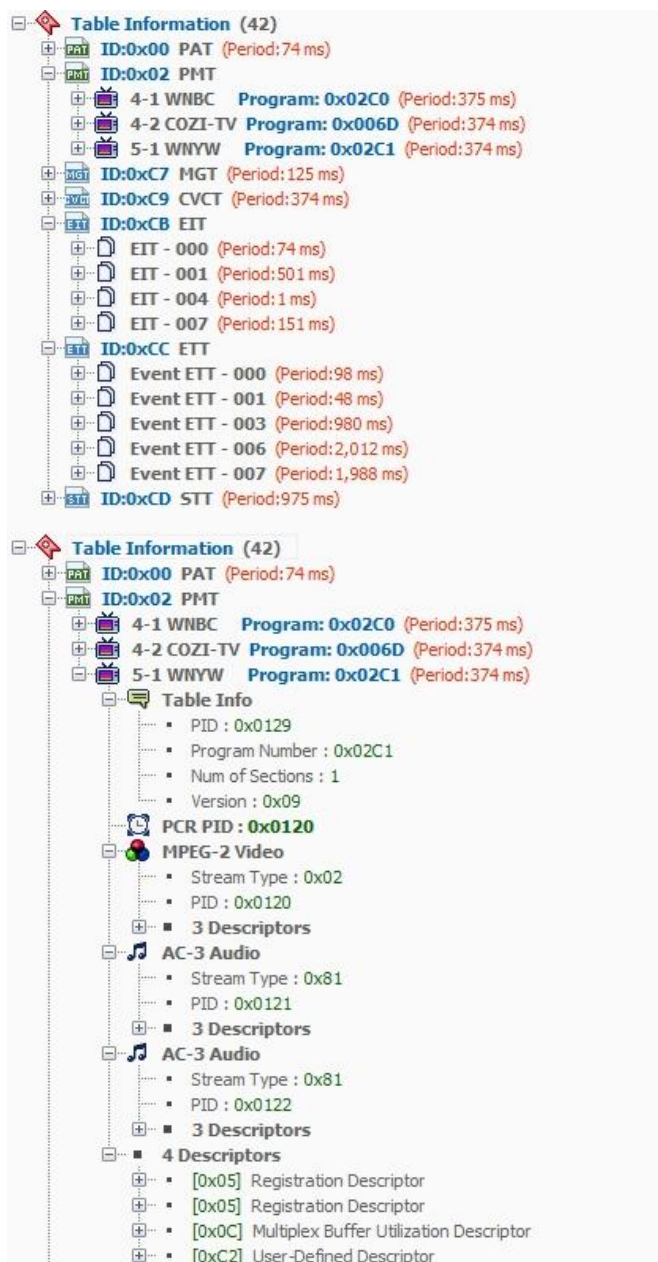 Table Information (42)
PAT ID:0x00 PAT (Period:74 ms)
PMT ID:0x02 PMT
4-1 WNBC Program: 0x02C0 (Period:375 ms)
4-2 COZI-TV Program: 0x006D (Period:374 ms)
5-1 WNYW Program: 0x02C1 (Period:374 ms)
MGT ID:0xC7 MGT (Period:125 ms)
CVCT ID:0xC9 CVCT (Period:374 ms)
EIT ID:0xCB EIT
EIT - 000 (Period:74 ms)
EIT - 001 (Period:501 ms)
EIT - 004 (Period:1 ms)
EIT - 007 (Period:151 ms)
ETT ID:0xCC ETT
Event ETT - 000 (Period:98 ms)
Event ETT - 001 (Period:48 ms)
Event ETT - 003 (Period:980 ms)
Event ETT - 006 (Period:2,012 ms)
Event ETT - 007 (Period:1,988 ms)
STT ID:0xCD STT (Period:975 ms)
Table Information (42)
PAT ID:0x00 PAT (Period:74 ms)
PMT ID:0x02 PMT
4-1 WNBC Program: 0x02C0 (Period:375 ms)
4-2 COZI-TV Program: 0x006D (Period:374 ms)
5-1 WNYW Program: 0x02C1 (Period:374 ms)
Table Info
PID : 0x0129
Program Number : 0x02C1
Num of Sections : 1
Version : 0x09
PCR PID : 0x0120
MPEG-2 Video
Stream Type : 0x02
PID : 0x0120
3 Descriptors
AC-3 Audio
Stream Type : 0x81
PID : 0x0121
3 Descriptors
AC-3 Audio
Stream Type : 0x81
PID : 0x0122
3 Descriptors
4 Descriptors
[0x05] Registration Descriptor
[0x05] Registration Descriptor
[0x0C] Multiplex Buffer Utilization Descriptor
[0xC2] User-Defined Descriptor